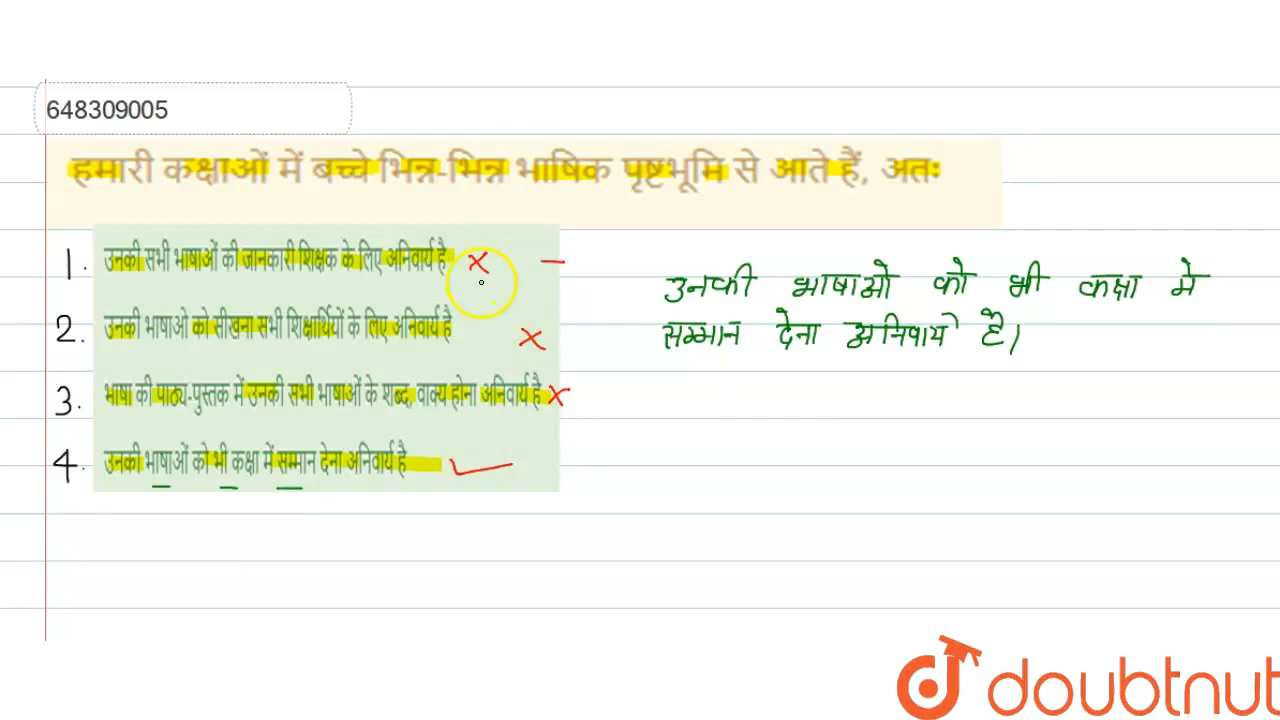 648309005
हमारी कक्षाओं में बच्चे भिन्न-भिन्न भाषिक पृष्टभूमि से आते हैं, अतः
1. उनकी सभी भाषाओं की जानकारी शिक्षक के लिए अनिवार्य है x –
2. उनकी भाषाओ को सीखना सभी शिक्षार्थियों के लिए अनिवार्य है x
3. भाषा की पाठ्य-पुस्तक में उनकी सभी भाषाओं के शब्द, वाक्य होना अनिवार्य है x
4. उनकी भाषाओं को भी कक्षा में सम्मान देना अनिवार्य है ✓
उनकी भाषाओ को भी कक्षा मे
सम्मान देना अनिवार्य है।
doubtnut